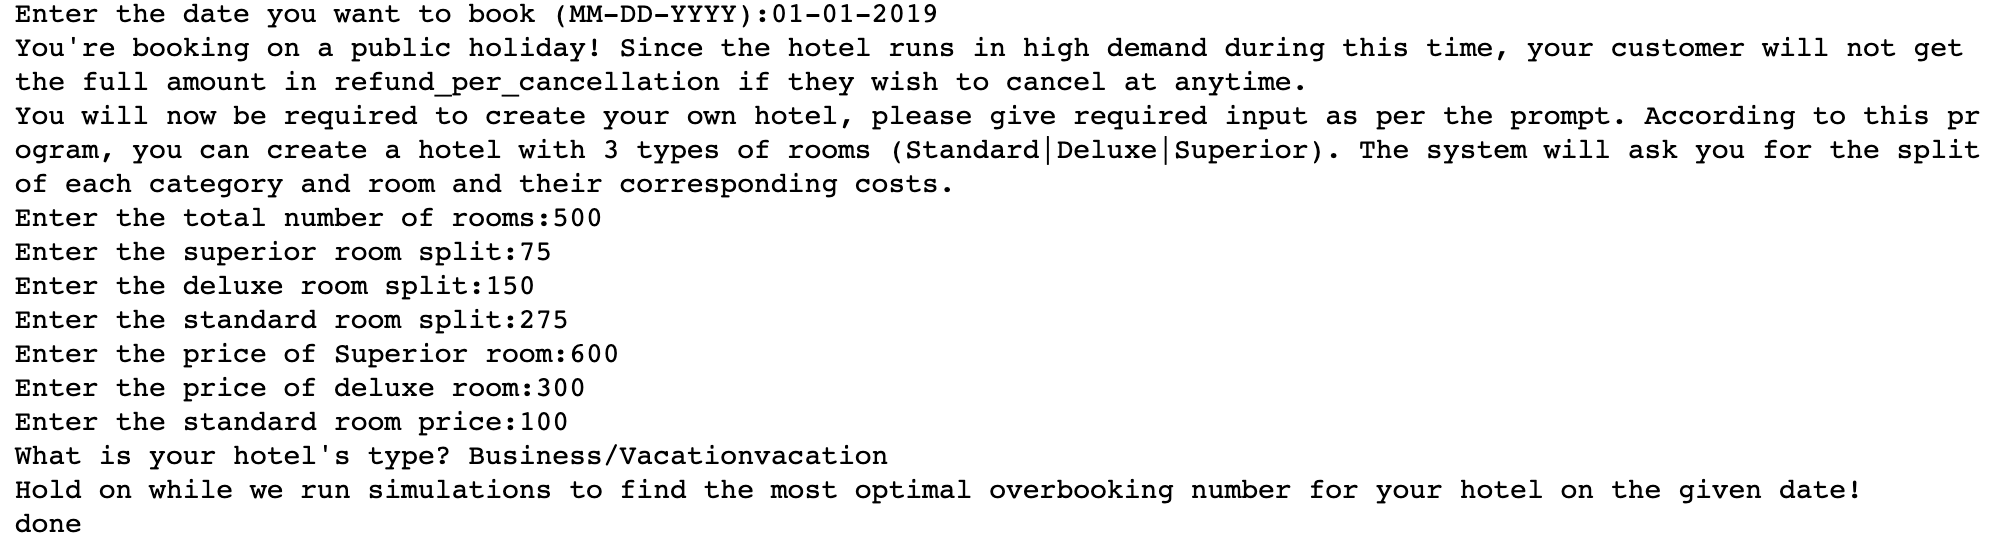 Enter the date you want to book (MM-DD-YYYY):01-01-2019
You're booking on a public holiday! Since the hotel runs in high demand during this time, your customer will not get
the full amount in refund_per_cancellation if they wish to cancel at anytime.
You will now be required to create your own hotel, please give required input as per the prompt. According to this pr
ogram, you can create a hotel with 3 types of rooms (Standard|Deluxe|Superior). The system will ask you for the split
of each category and room and their corresponding costs.
Enter the total number of rooms:500
Enter the superior room split:75
Enter the deluxe room split:150
Enter the standard room split:275
Enter the price of Superior room:600
Enter the price of deluxe room:300
Enter the standard room price:100
What is your hotel's type? Business/Vacationvacation
Hold on while we run simulations to find the most optimal overbooking number for your hotel on the given date!
done